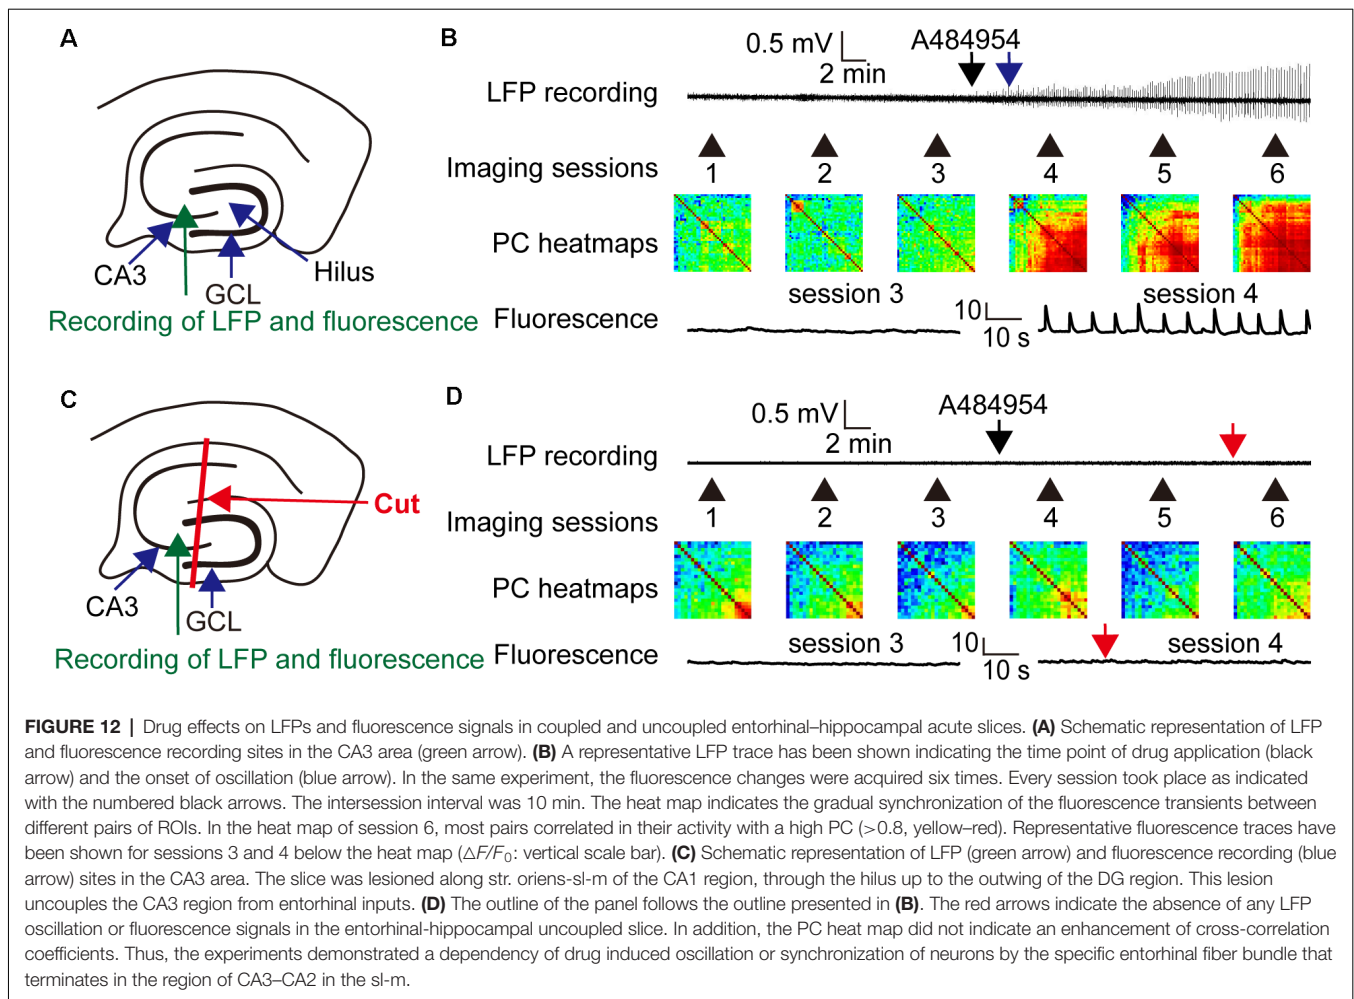 A
CA3
GCL
Hilus
Recording of LFP and fluorescence
B
0.5 mV
2 min
A484954
LFP recording
Imaging sessions
1 2 3 4 5 6
PC heatmaps
session 3
session 4
Fluorescence
10
10 s
C
Cut
CA3
GCL
Recording of LFP and fluorescence
D
0.5 mV
2 min
A484954
LFP recording
Imaging sessions
1 2 3 4 5 6
PC heatmaps
session 3
session 4
Fluorescence
10
10 s
FIGURE 12 | Drug effects on LFPs and fluorescence signals in coupled and uncoupled entorhinal–hippocampal acute slices. (A) Schematic representation of LFP
and fluorescence recording sites in the CA3 area (green arrow). (B) A representative LFP trace has been shown indicating the time point of drug application (black
arrow) and the onset of oscillation (blue arrow). In the same experiment, the fluorescence changes were acquired six times. Every session took place as indicated
with the numbered black arrows. The intersession interval was 10 min. The heat map indicates the gradual synchronization of the fluorescence transients between
different pairs of ROIs. In the heat map of session 6, most pairs correlated in their activity with a high PC (>0.8, yellow–red). Representative fluorescence traces have
been shown for sessions 3 and 4 below the heat map (△F/F₀: vertical scale bar). (C) Schematic representation of LFP (green arrow) and fluorescence recording (blue
arrow) sites in the CA3 area. The slice was lesioned along str. oriens-sl-m of the CA1 region, through the hilus up to the outwing of the DG region. This lesion
uncouples the CA3 region from entorhinal inputs. (D) The outline of the panel follows the outline presented in (B). The red arrows indicate the absence of any LFP
oscillation or fluorescence signals in the entorhinal-hippocampal uncoupled slice. In addition, the PC heat map did not indicate an enhancement of cross-correlation
coefficients. Thus, the experiments demonstrated a dependency of drug induced oscillation or synchronization of neurons by the specific entorhinal fiber bundle that
terminates in the region of CA3–CA2 in the sl-m.